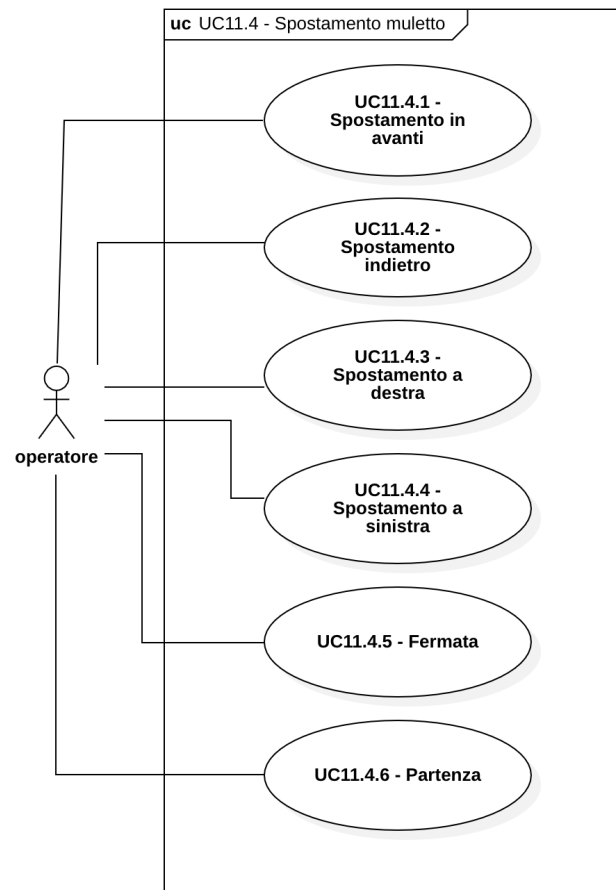 uc UC11.4 - Spostamento muletto
UC11.4.1 -
Spostamento in
avanti
UC11.4.2 -
Spostamento
indietro
UC11.4.3 -
Spostamento a
destra
operatore
UC11.4.4 -
Spostamento a
sinistra
UC11.4.5 - Fermata
UC11.4.6 - Partenza